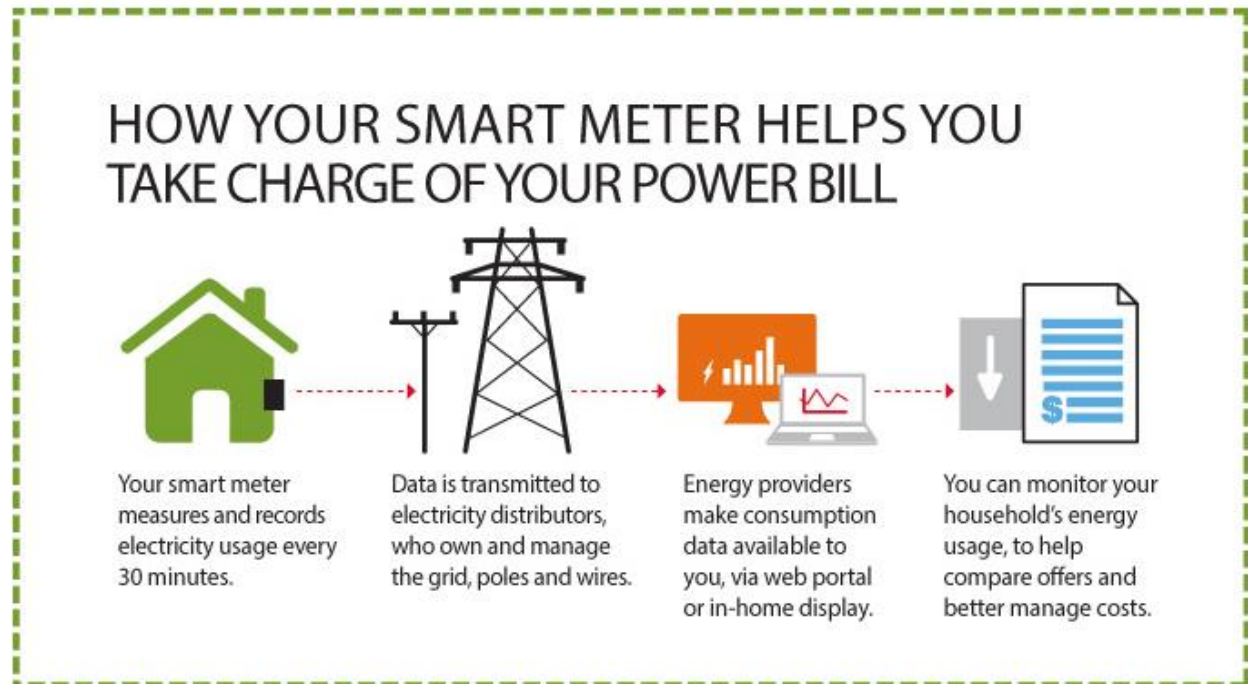 HOW YOUR SMART METER HELPS YOU
TAKE CHARGE OF YOUR POWER BILL
Your smart meter
measures and records
electricity usage every
30 minutes.
Data is transmitted to
electricity distributors,
who own and manage
the grid, poles and wires.
Energy providers
make consumption
data available to
you, via web portal
or in-home display.
$
You can monitor your
household’s energy
usage, to help
compare offers and
better manage costs.